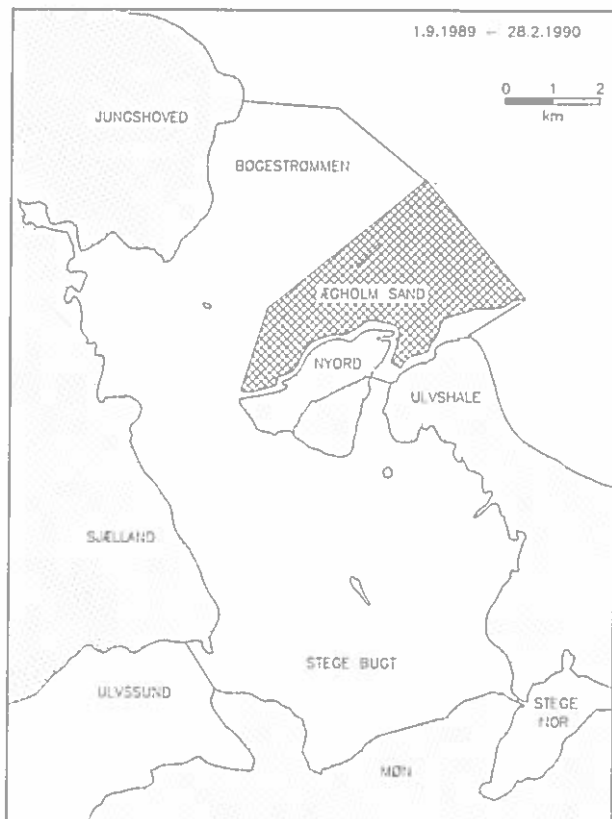 1.9.1989 – 28.2.1990
0 1 2
km
JUNGSHOVED
BØGESTRØMMEN
ÆGHOLM SAND
NYORD
ULVSHALE
SJÆLLAND
STEGE BUGT
ULVSSUND
STEGE
NOR
MØN